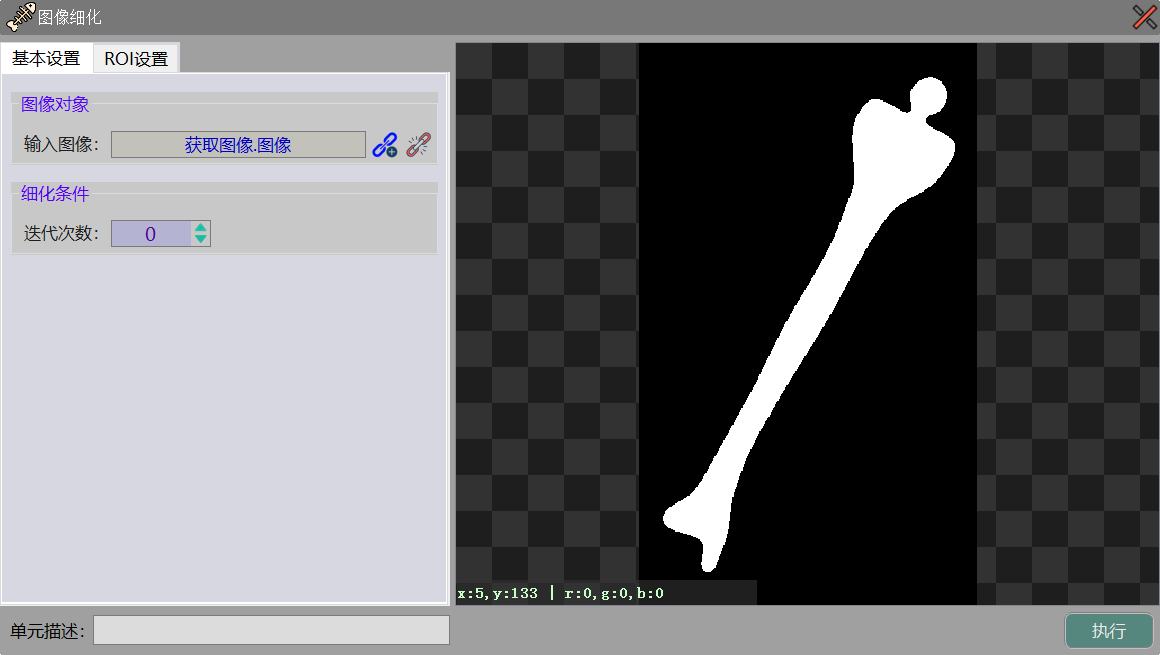 图像细化
基本设置 ROI设置
图像对象
输入图像： 获取图像.图像
细化条件
迭代次数： 0
x:5,y:133 | r:0,g:0,b:0
单元描述：
执行